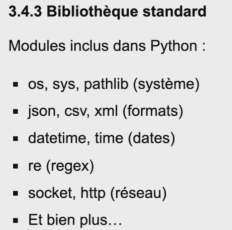 3.4.3 Bibliothèque standard
Modules inclus dans Python :
▪ os, sys, pathlib (système)
▪ json, csv, xml (formats)
▪ datetime, time (dates)
▪ re (regex)
▪ socket, http (réseau)
▪ Et bien plus…